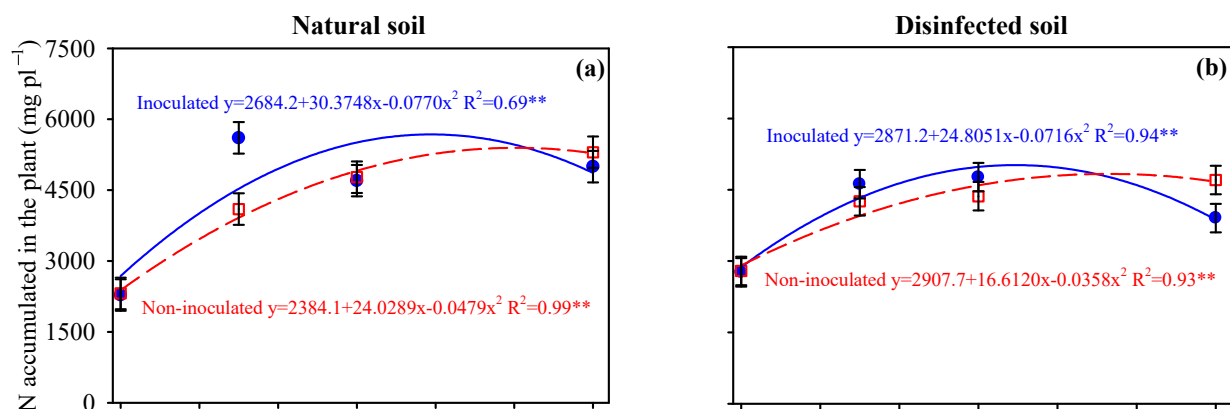 Natural soil
Disinfected soil
N accumulated in the plant (mg pl⁻¹)
7500
6000
4500
3000
1500
0
(a)
Inoculated y=2684.2+30.3748x-0.0770x² R²=0.69**
Non-inoculated y=2384.1+24.0289x-0.0479x² R²=0.99**
(b)
Inoculated y=2871.2+24.8051x-0.0716x² R²=0.94**
Non-inoculated y=2907.7+16.6120x-0.0358x² R²=0.93**